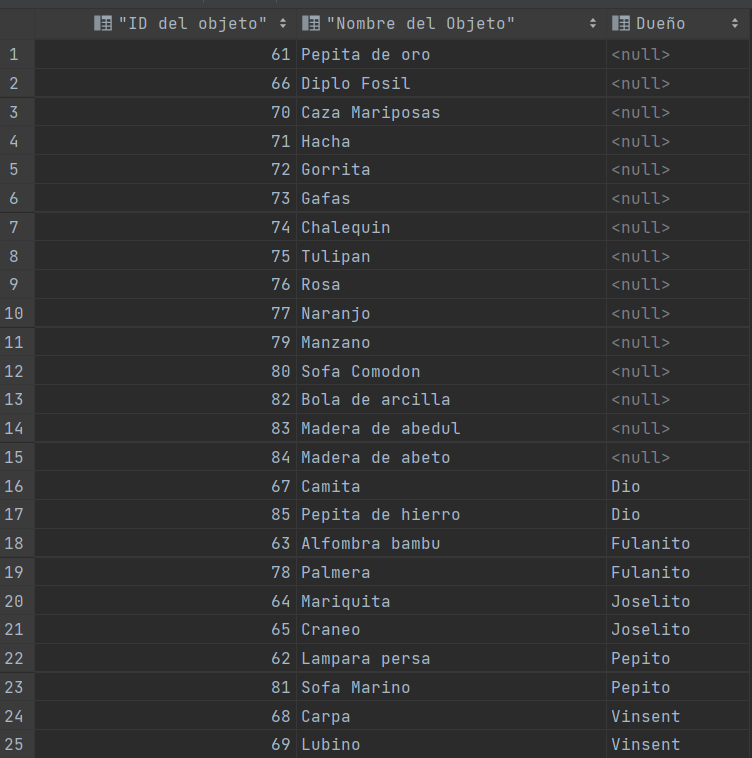 "ID del objeto" "Nombre del Objeto" Dueño
1 61 Pepita de oro <null>
2 66 Diplo Fosil <null>
3 70 Caza Mariposas <null>
4 71 Hacha <null>
5 72 Gorrita <null>
6 73 Gafas <null>
7 74 Chalequin <null>
8 75 Tulipan <null>
9 76 Rosa <null>
10 77 Naranjo <null>
11 79 Manzano <null>
12 80 Sofa Comodon <null>
13 82 Bola de arcilla <null>
14 83 Madera de abedul <null>
15 84 Madera de abeto <null>
16 67 Camita Dio
17 85 Pepita de hierro Dio
18 63 Alfombra bambu Fulanito
19 78 Palmera Fulanito
20 64 Mariquita Joselito
21 65 Craneo Joselito
22 62 Lampara persa Pepito
23 81 Sofa Marino Pepito
24 68 Carpa Vinsent
25 69 Lubino Vinsent